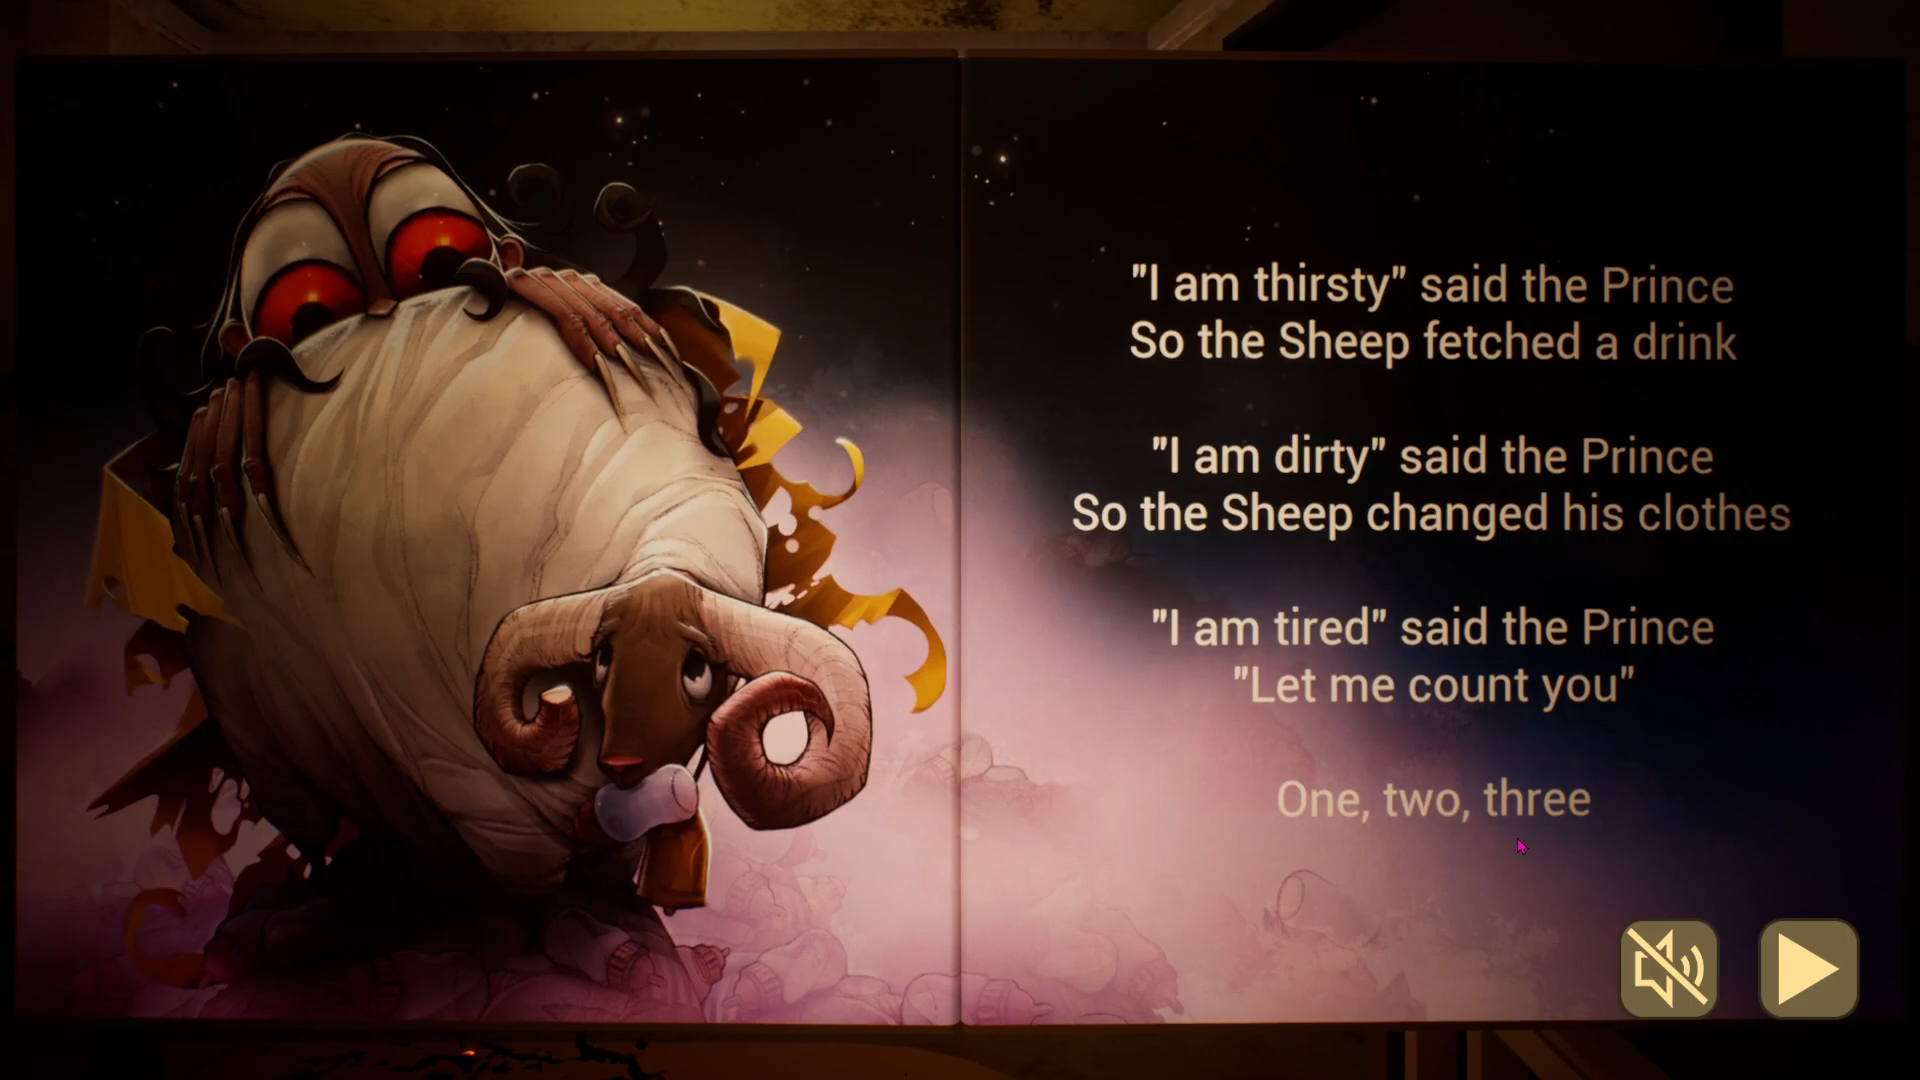 "I am thirsty" said the Prince
So the Sheep fetched a drink
"I am dirty" said the Prince
So the Sheep changed his clothes
"I am tired" said the Prince
"Let me count you"
One, two, three